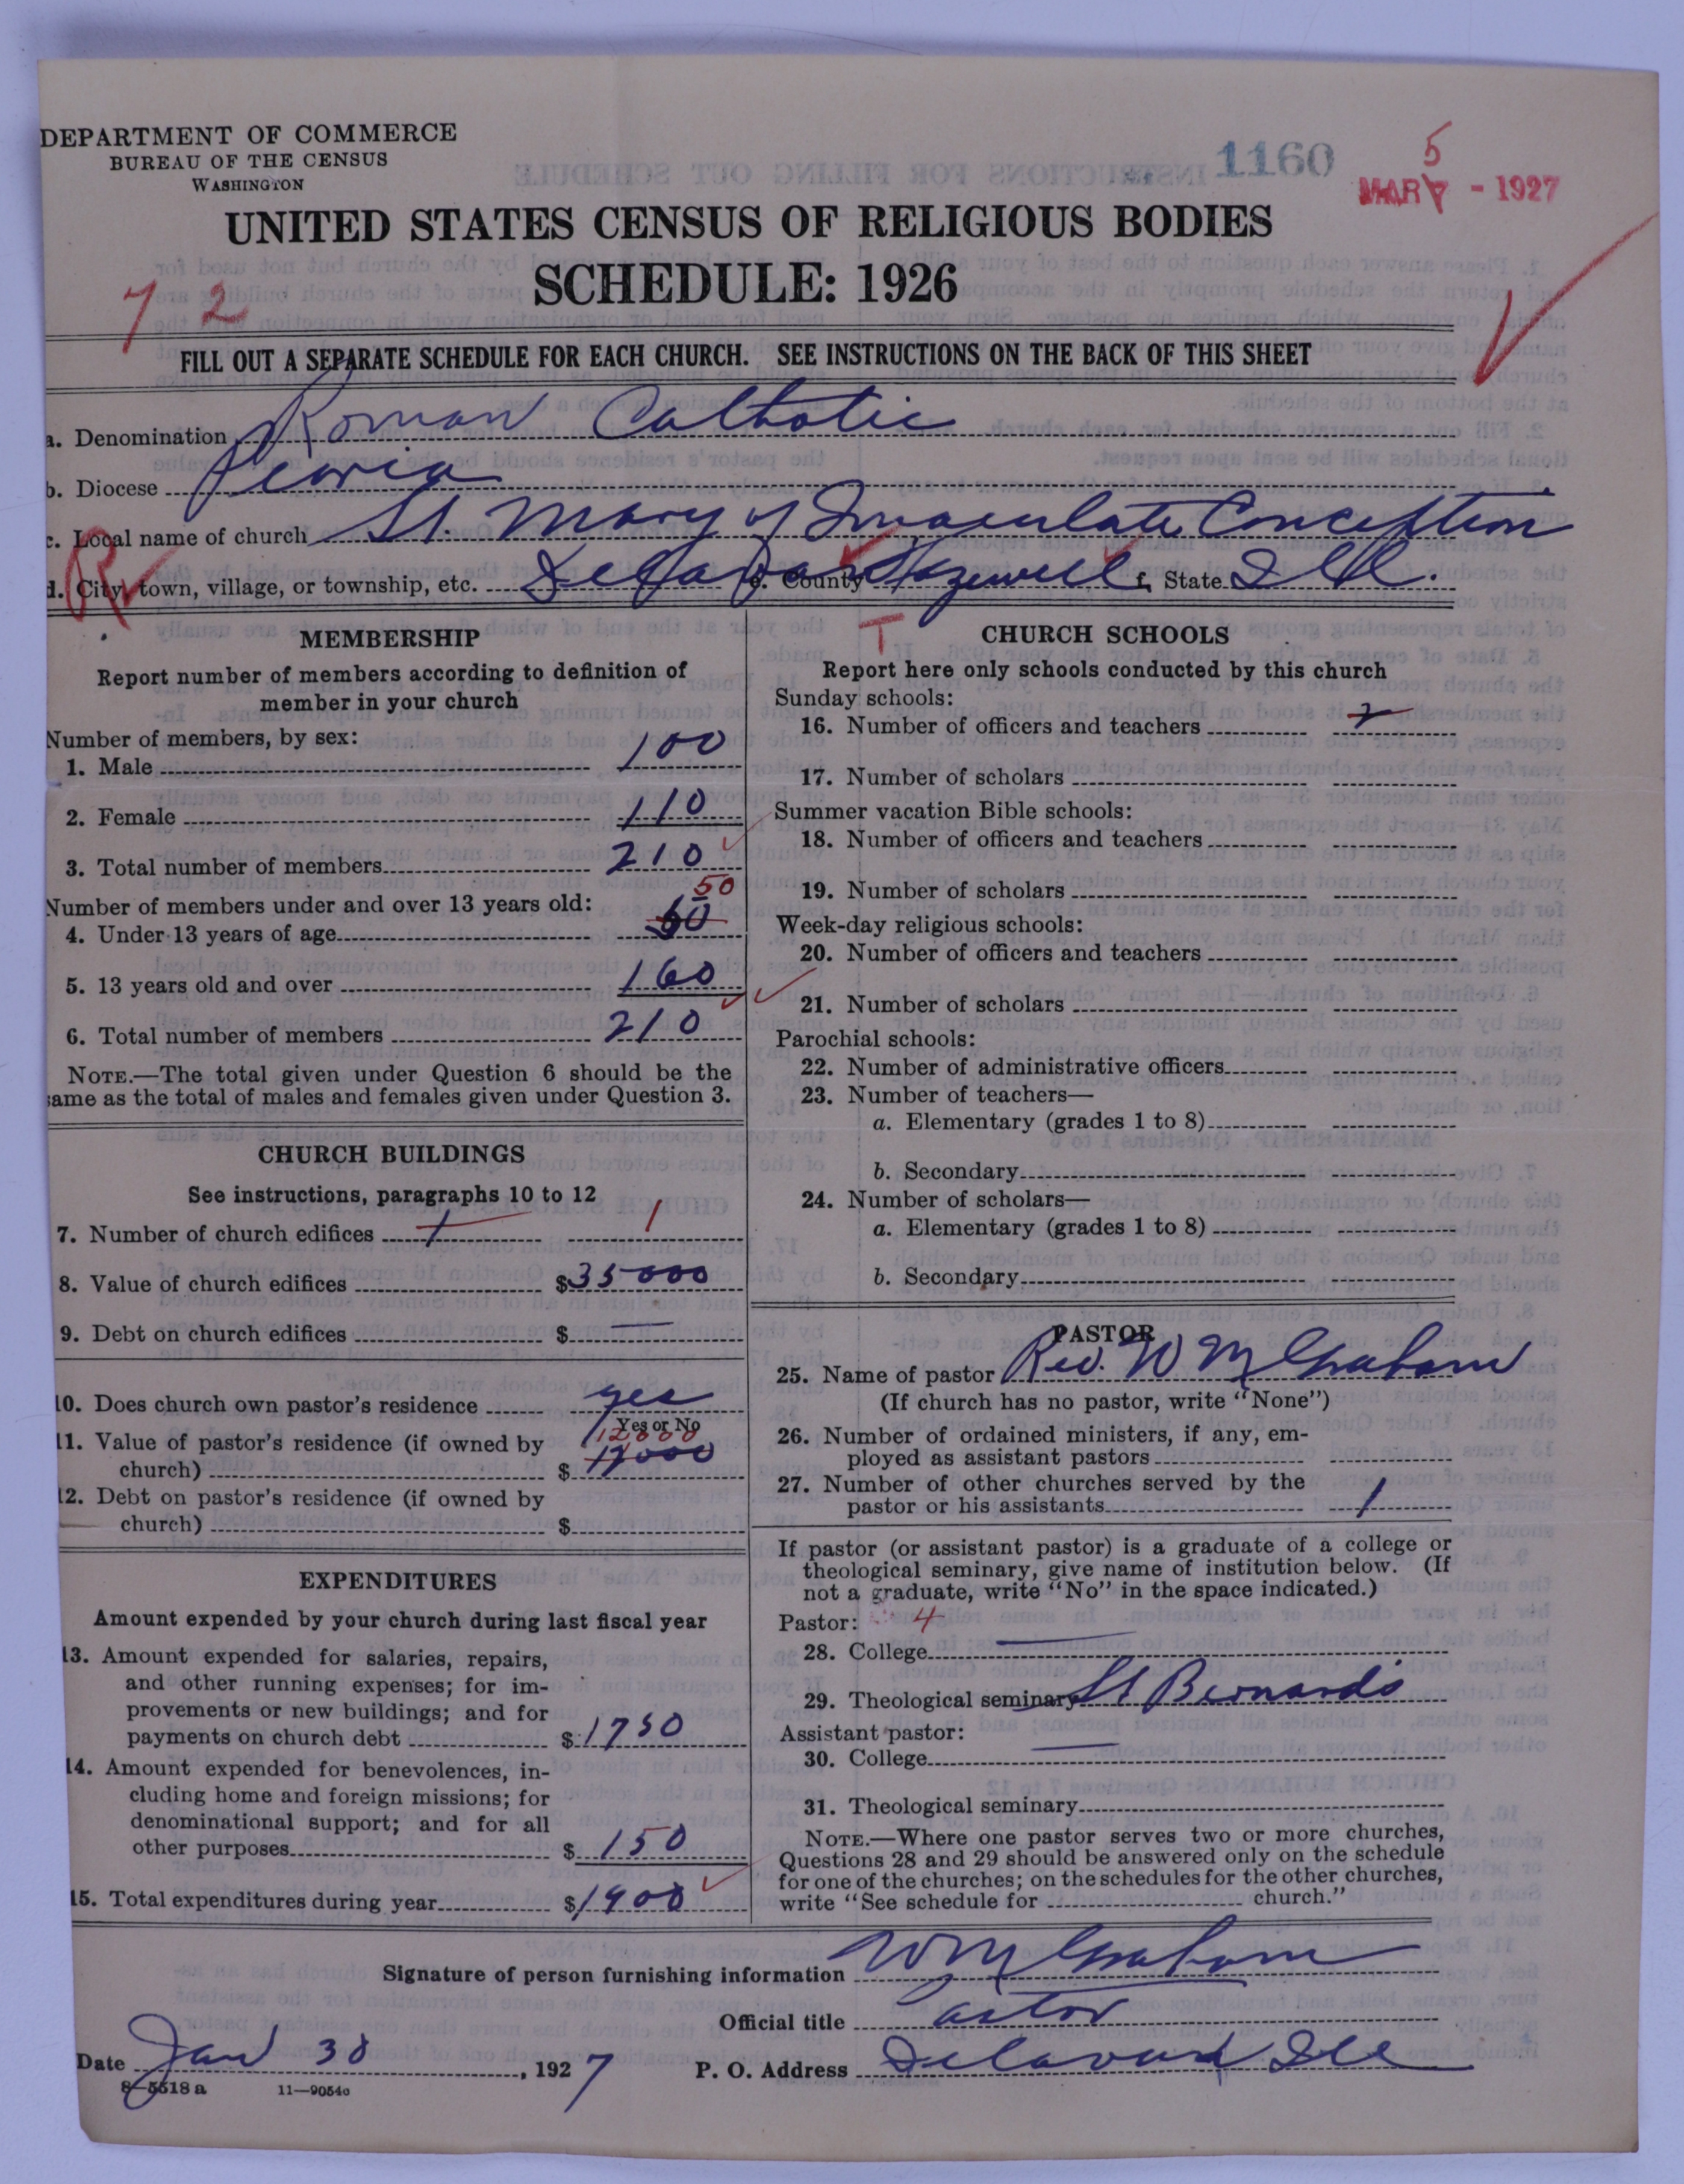 DEPARTMENT OF COMMERCE
BUREAU OF THE CENSUS
WASHINGTON
1160
5
MAR 7 - 1927
UNITED STATES CENSUS OF RELIGIOUS BODIES
SCHEDULE: 1926
7 2
FILL OUT A SEPARATE SCHEDULE FOR EACH CHURCH. SEE INSTRUCTIONS ON THE BACK OF THIS SHEET
a. Denomination Roman Catholic
b. Diocese Peoria
c. Local name of church St. Mary of Immaculate Conception
R
d. City, town, village, or township, etc. e. County Tazewell f. State Ill.
MEMBERSHIP
Report number of members according to definition of
member in your church
Number of members, by sex:
1. Male 100
2. Female 110
3. Total number of members 210
Number of members under and over 13 years old:
50
4. Under 13 years of age
5. 13 years old and over 160
6. Total number of members 210
NOTE.—The total given under Question 6 should be the
same as the total of males and females given under Question 3.
CHURCH BUILDINGS
See instructions, paragraphs 10 to 12
7. Number of church edifices 1 1
8. Value of church edifices $35000
9. Debt on church edifices $ —
10. Does church own pastor's residence yes
Yes or No
11. Value of pastor's residence (if owned by
12000
church) $
12. Debt on pastor's residence (if owned by
church) $
EXPENDITURES
Amount expended by your church during last fiscal year
13. Amount expended for salaries, repairs,
and other running expenses; for im-
provements or new buildings; and for
payments on church debt $1750
14. Amount expended for benevolences, in-
cluding home and foreign missions; for
denominational support; and for all
other purposes $150
15. Total expenditures during year $1900
T
CHURCH SCHOOLS
Report here only schools conducted by this church
Sunday schools:
16. Number of officers and teachers 2
17. Number of scholars
Summer vacation Bible schools:
18. Number of officers and teachers
19. Number of scholars
Week-day religious schools:
20. Number of officers and teachers
21. Number of scholars
Parochial schools:
22. Number of administrative officers
23. Number of teachers—
a. Elementary (grades 1 to 8)
b. Secondary
24. Number of scholars—
a. Elementary (grades 1 to 8)
b. Secondary
PASTOR
25. Name of pastor Rev. W M Graham
(If church has no pastor, write "None")
26. Number of ordained ministers, if any, em-
ployed as assistant pastors
27. Number of other churches served by the
pastor or his assistants 1
If pastor (or assistant pastor) is a graduate of a college or
theological seminary, give name of institution below. (If
not a graduate, write "No" in the space indicated.)
Pastor: 4
28. College —
29. Theological seminary St Bernards
Assistant pastor:
30. College —
31. Theological seminary
NOTE.—Where one pastor serves two or more churches,
Questions 28 and 29 should be answered only on the schedule
for one of the churches; on the schedules for the other churches,
write "See schedule for church."
Signature of person furnishing information W M Graham
Official title Pastor
Date Jan 30, 1927 P. O. Address Delavan Ill
8—5518 a 11—9054a